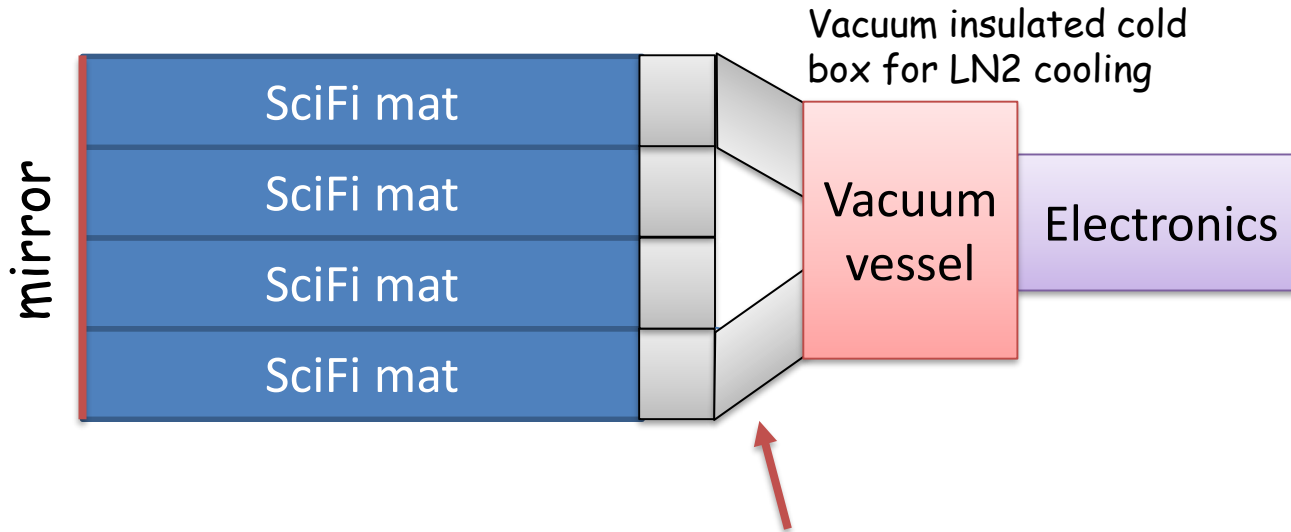 Vacuum insulated cold
box for LN2 cooling
mirror
SciFi mat
SciFi mat
SciFi mat
SciFi mat
Vacuum
vessel
Electronics